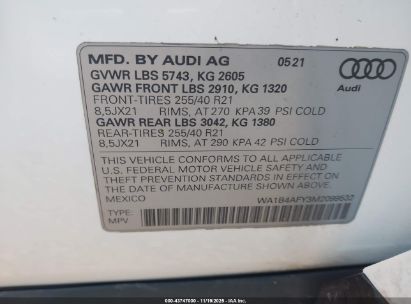 MFD. BY AUDI AG 05.21
GVWR LBS 5743, KG 2605
GAWR FRONT LBS 2910, KG 1320
FRONT-TIRES 255/40 R21
8,5JX21 RIMS, AT 270 KPA 39 PSI COLD
GAWR REAR LBS 3042, KG 1380
REAR-TIRES 255/40 R21
8,5JX21 RIMS, AT 290 KPA 42 PSI COLD
Audi
THIS VEHICLE CONFORMS TO ALL APPLICABLE
U.S. FEDERAL MOTOR VEHICLE SAFETY AND
THEFT PREVENTION STANDARDS IN EFFECT ON THE
DATE OF MANUFACTURE SHOWN ABOVE.
MEXICO
TYPE:
MPV